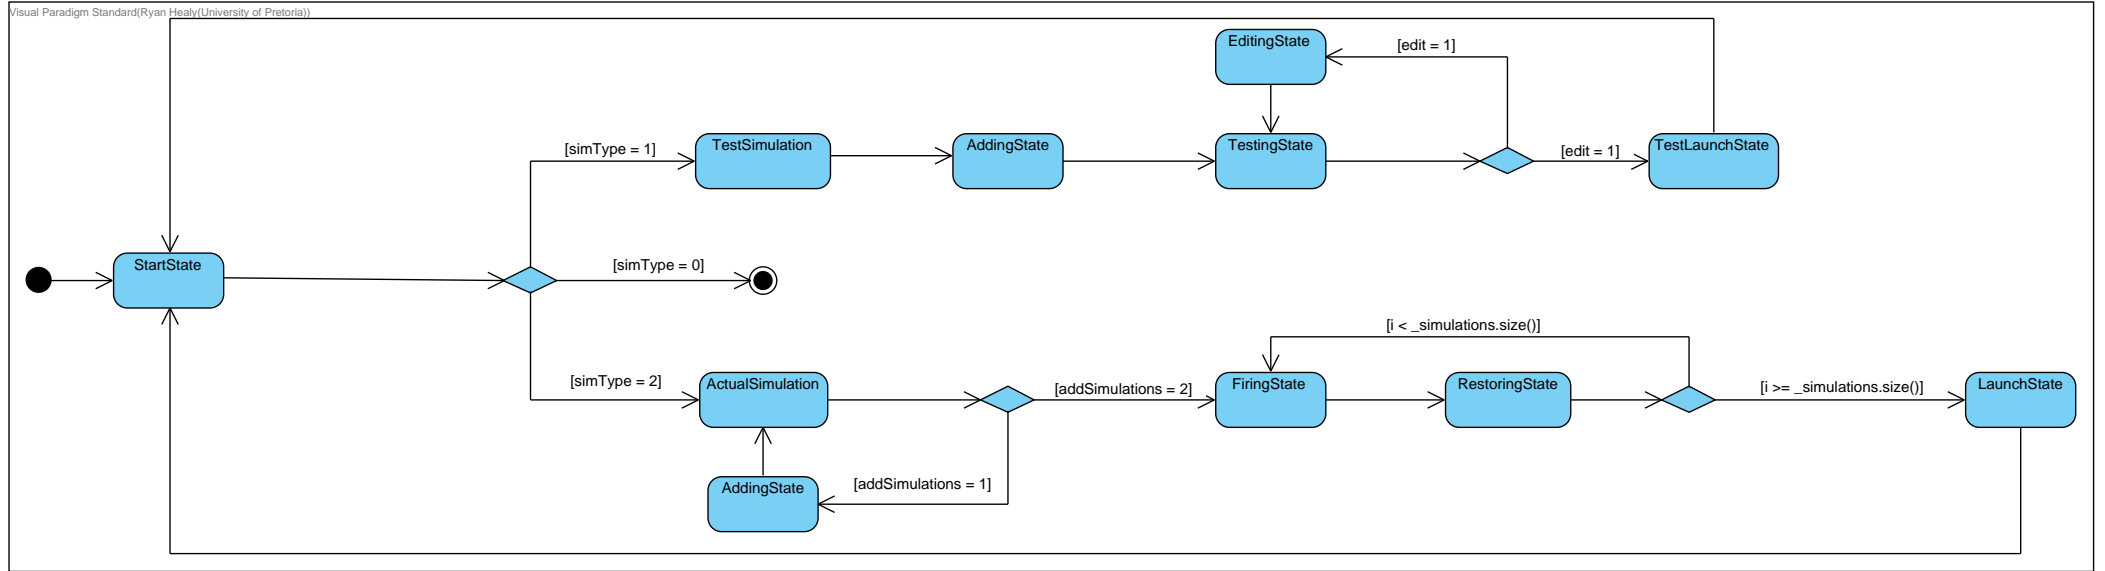 Visual Paradigm Standard(Ryan Healy(University of Pretoria))
EditingState
[edit = 1]
[simType = 1]
TestSimulation
AddingState
TestingState
[edit = 1]
TestLaunchState
StartState
[simType = 0]
[i < _simulations.size()]
[simType = 2]
ActualSimulation
[addSimulations = 2]
FiringState
RestoringState
[i >= _simulations.size()]
LaunchState
AddingState
[addSimulations = 1]